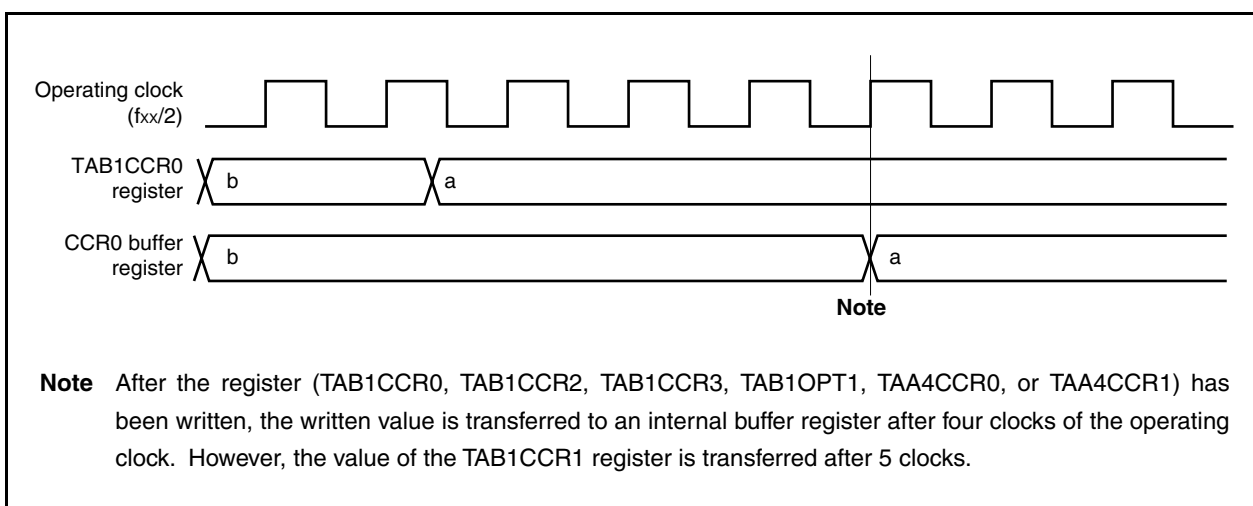 Operating clock
(fxx/2)
TAB1CCR0
register
b
a
CCR0 buffer
register
b
a
Note
Note After the register (TAB1CCR0, TAB1CCR2, TAB1CCR3, TAB1OPT1, TAA4CCR0, or TAA4CCR1) has
been written, the written value is transferred to an internal buffer register after four clocks of the operating
clock. However, the value of the TAB1CCR1 register is transferred after 5 clocks.